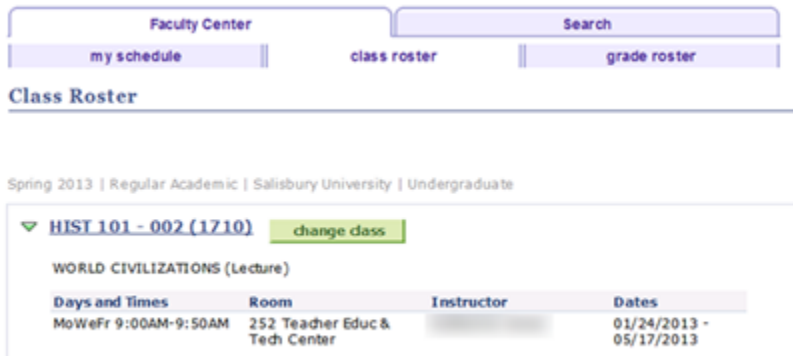 Faculty Center Search
my schedule class roster grade roster
Class Roster
Spring 2013 | Regular Academic | Salisbury University | Undergraduate
HIST 101 - 002 (1710) change class
WORLD CIVILIZATIONS (Lecture)
Days and Times Room Instructor Dates
MoWeFr 9:00AM-9:50AM 252 Teacher Educ & 01/24/2013 -
Tech Center 05/17/2013